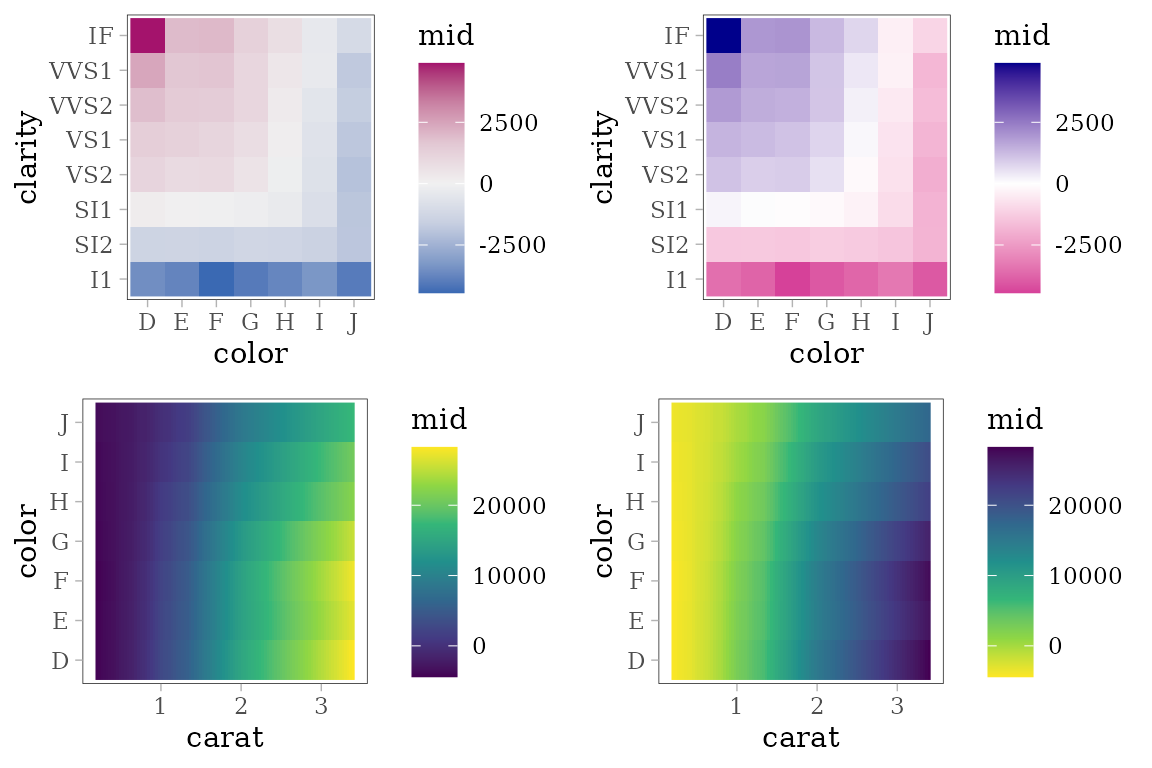 clarity
IF
VVS1
VVS2
VS1
VS2
SI1
SI2
I1
D E F G H I J
color
mid
2500
0
-2500
clarity
IF
VVS1
VVS2
VS1
VS2
SI1
SI2
I1
D E F G H I J
color
mid
2500
0
-2500
color
J
I
H
G
F
E
D
1 2 3
carat
mid
20000
10000
0
color
J
I
H
G
F
E
D
1 2 3
carat
mid
20000
10000
0